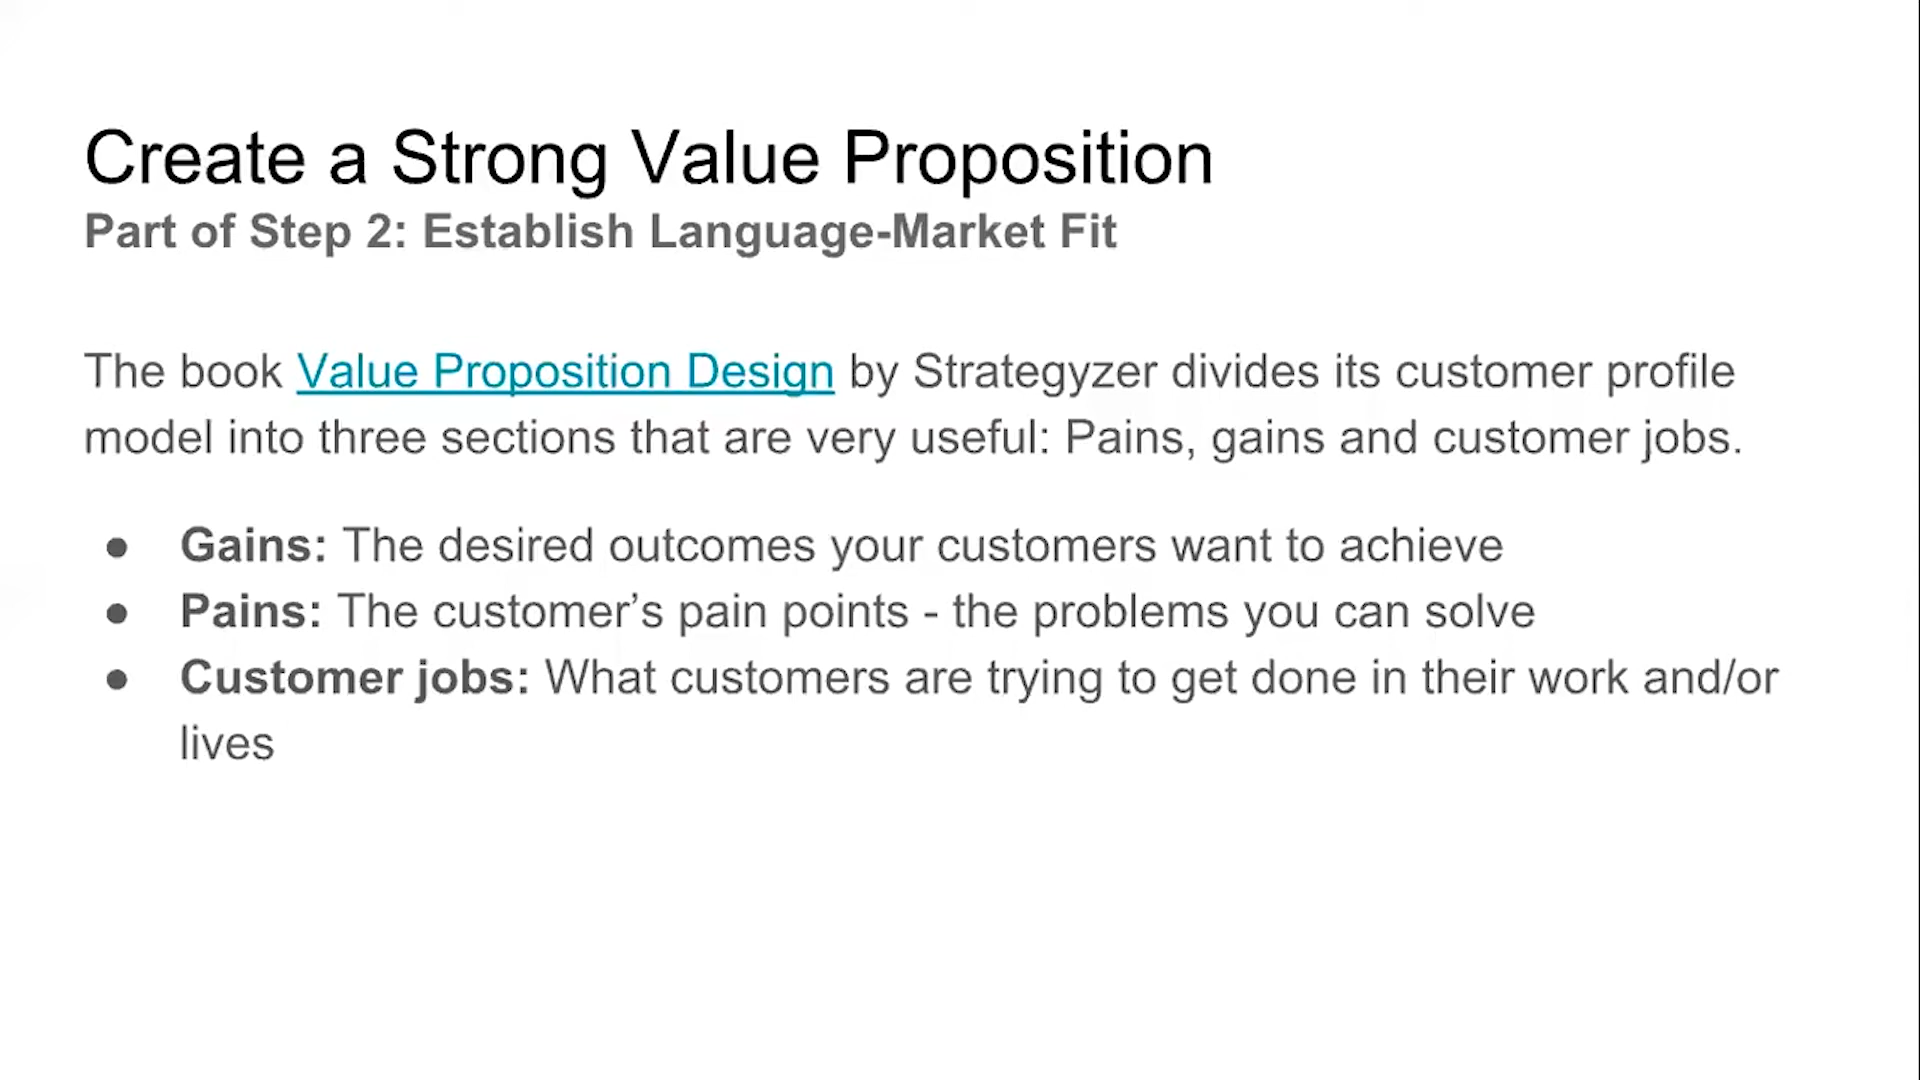 Create a Strong Value Proposition
Part of Step 2: Establish Language-Market Fit
The book Value Proposition Design by Strategyzer divides its customer profile
model into three sections that are very useful: Pains, gains and customer jobs.
● Gains: The desired outcomes your customers want to achieve
● Pains: The customer’s pain points - the problems you can solve
● Customer jobs: What customers are trying to get done in their work and/or
lives